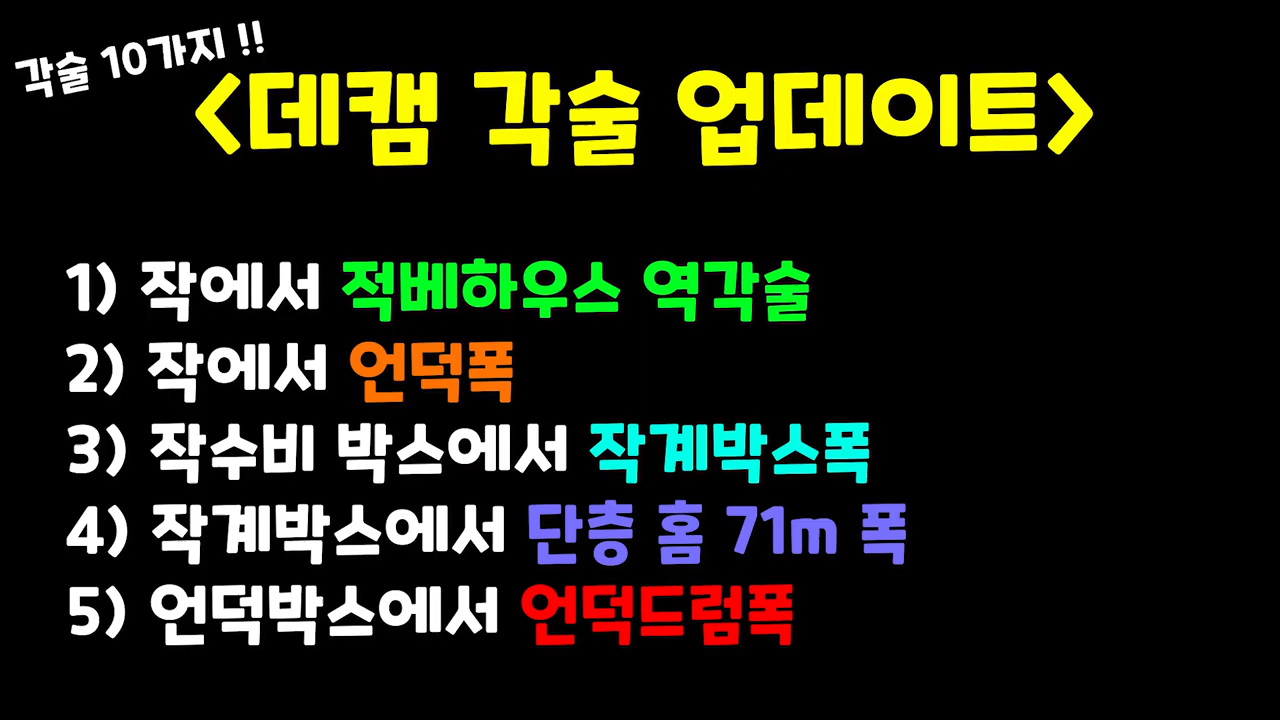 각술 10가지 !!
<데캠 각술 업데이트>
1) 작에서 적베하우스 역각술
2) 작에서 언덕폭
3) 작수비 박스에서 작계박스폭
4) 작계박스에서 단층 홈 71m 폭
5) 언덕박스에서 언덕드럼폭